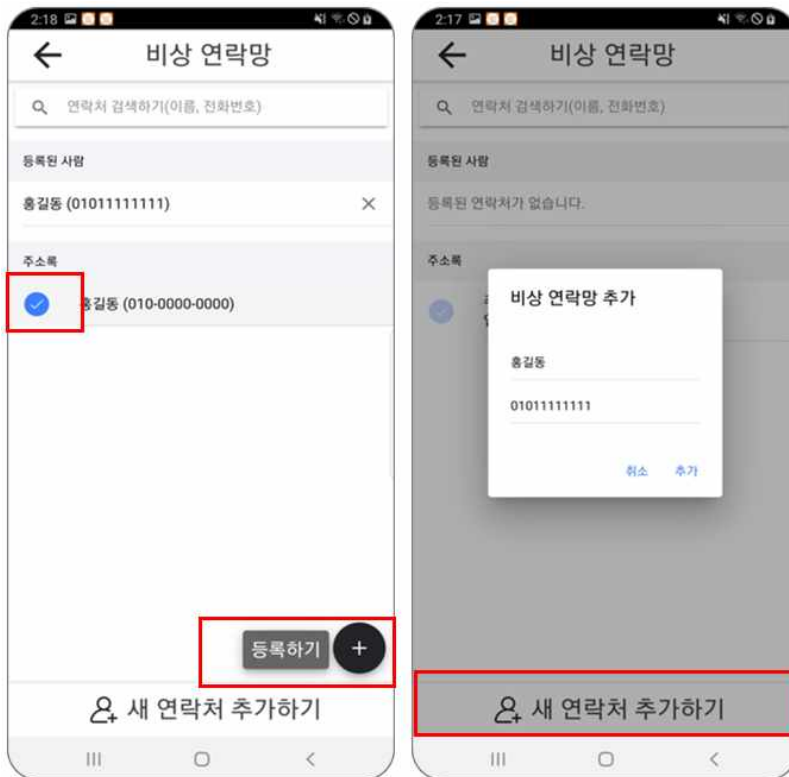 2:18
비상 연락망
연락처 검색하기(이름, 전화번호)
등록된 사람
홍길동 (01011111111)
주소록
홍길동 (010-0000-0000)
등록하기
새 연락처 추가하기
2:17
비상 연락망
연락처 검색하기(이름, 전화번호)
등록된 사람
등록된 연락처가 없습니다.
주소록
비상 연락망 추가
홍길동
01011111111
취소 추가
새 연락처 추가하기